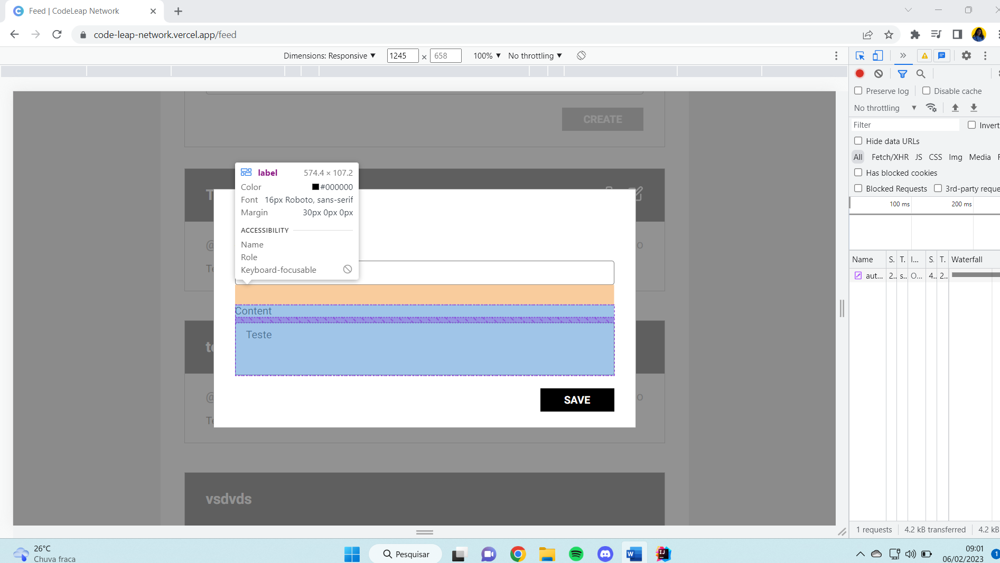 Feed | CodeLeap Network
code-leap-network.vercel.app/feed
Dimensions: Responsive ▼ 1245 × 658 100% ▼ No throttling ▼
Preserve log Disable cache
No throttling ▼
Filter Invert
Hide data URLs
All Fetch/XHR JS CSS Img Media
Has blocked cookies
Blocked Requests 3rd-party reque
100 ms 200 ms
Name S. T. I... S. T. Waterfall
aut... 2.. s.. O... 4.. 2..
1 requests 4.2 kB transferred 4.2 kB
CREATE
label 574.4 × 107.2
Color #000000
Font 16px Roboto, sans-serif
Margin 30px 0px 0px
ACCESSIBILITY
Name
Role
Keyboard-focusable
T
@ o
Te
Content
Teste
te
SAVE
@ o
Te
vsdvds
26°C
Chuva fraca
Pesquisar
09:01
06/02/2023
1